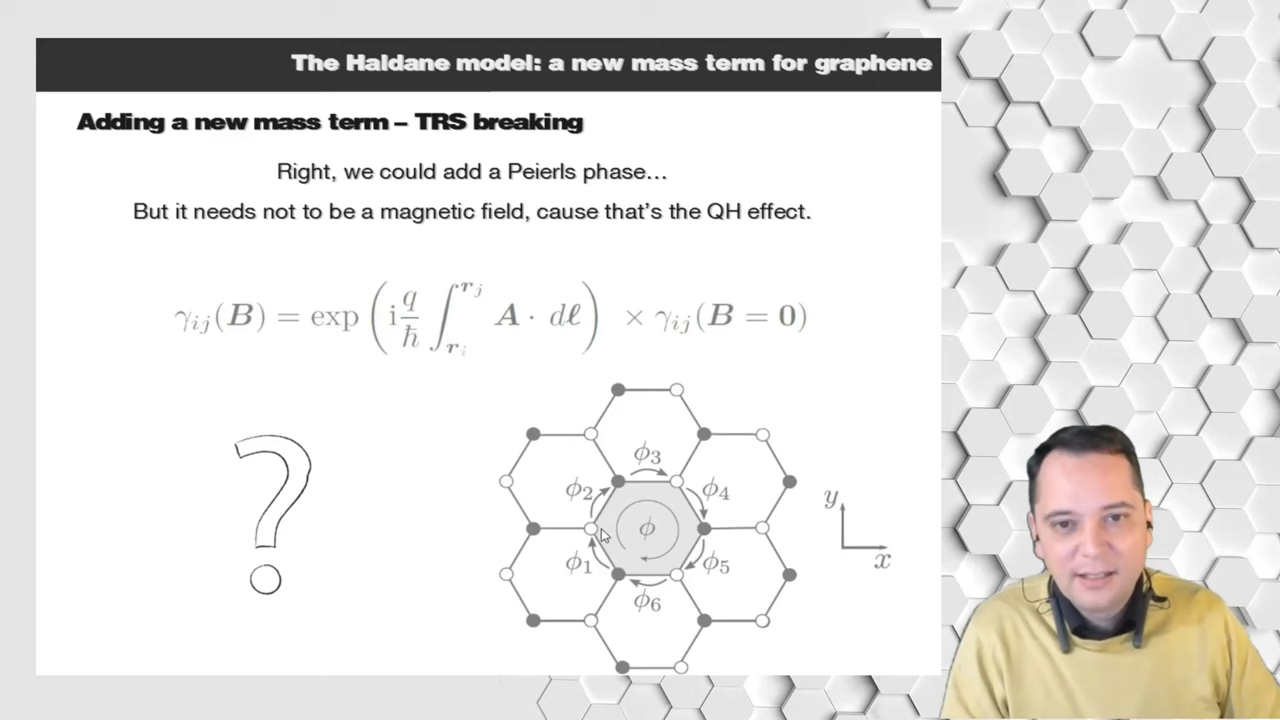 The Haldane model: a new mass term for graphene
Adding a new mass term – TRS breaking
Right, we could add a Peierls phase…
But it needs not to be a magnetic field, cause that's the QH effect.
γᵢⱼ(B) = exp (i q/ħ ∫_{rᵢ}^{rⱼ} A · dℓ) × γᵢⱼ(B = 0)
?
ϕ₃
ϕ₂
ϕ₄
ϕ
ϕ₁
ϕ₅
ϕ₆
y
x